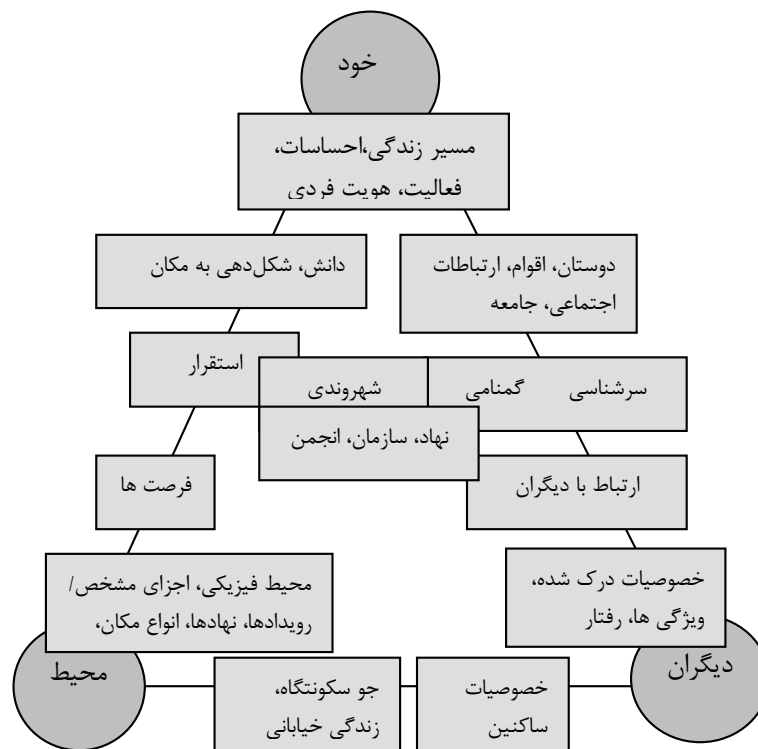 خود
مسیر زندگی،احساسات،
فعالیت، هویت فردی
دوستان، اقوام، ارتباطات
اجتماعی، جامعه
دانش، شکل‌دهی به مکان
استقرار
سرشناسی گمنامی
شهروندی
نهاد، سازمان، انجمن
ارتباط با دیگران
فرصت ها
خصوصیات درک شده،
ویژگی ها، رفتار
محیط فیزیکی، اجزای مشخص/
رویدادها، نهادها، انواع مکان،
دیگران
محیط
خصوصیات
ساکنین
جو سکونتگاه،
زندگی خیابانی